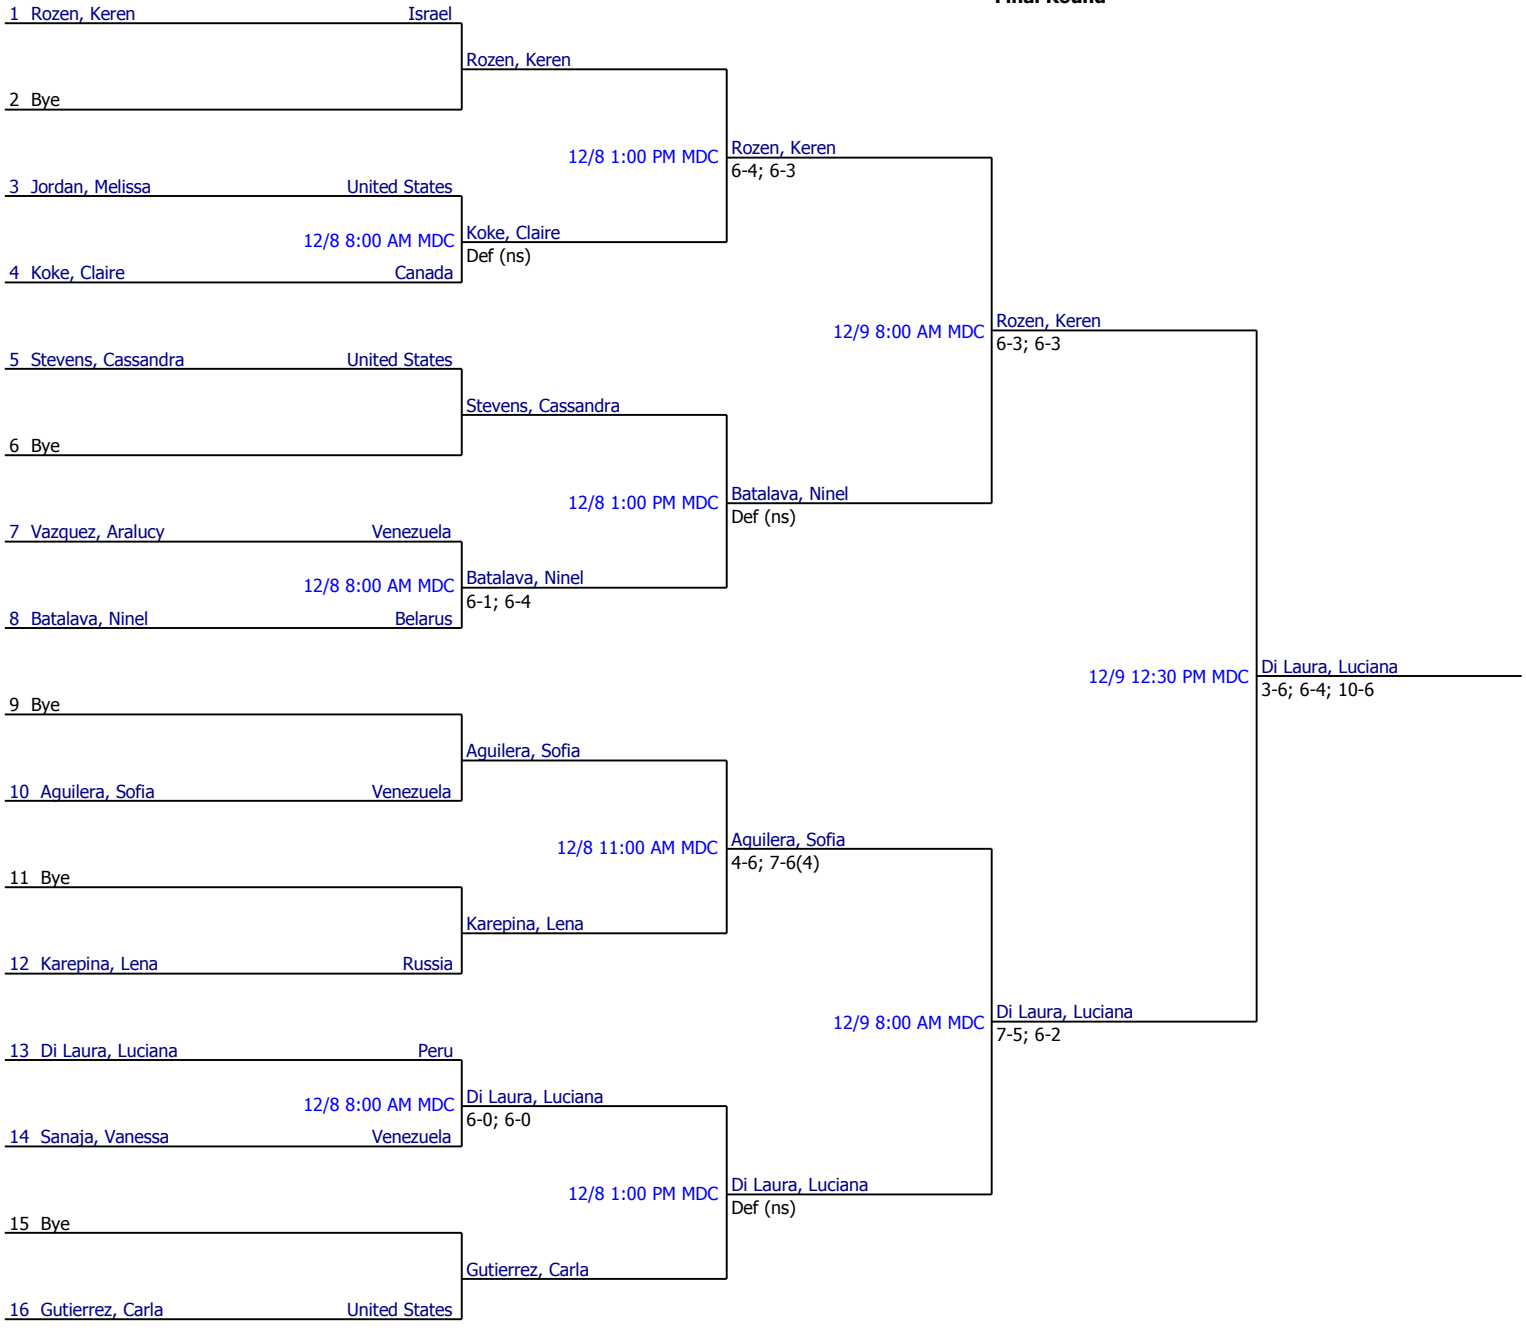 Final Round
1 Rozen, Keren Israel
Rozen, Keren
2 Bye
12/8 1:00 PM MDC Rozen, Keren
6-4; 6-3
3 Jordan, Melissa United States
12/8 8:00 AM MDC Koke, Claire
Def (ns)
4 Koke, Claire Canada
12/9 8:00 AM MDC Rozen, Keren
6-3; 6-3
5 Stevens, Cassandra United States
Stevens, Cassandra
6 Bye
12/8 1:00 PM MDC Batalava, Ninel
Def (ns)
7 Vazquez, Aralucy Venezuela
12/8 8:00 AM MDC Batalava, Ninel
6-1; 6-4
8 Batalava, Ninel Belarus
12/9 12:30 PM MDC Di Laura, Luciana
3-6; 6-4; 10-6
9 Bye
Aguilera, Sofia
10 Aguilera, Sofia Venezuela
12/8 11:00 AM MDC Aguilera, Sofia
4-6; 7-6(4)
11 Bye
Karepina, Lena
12 Karepina, Lena Russia
12/9 8:00 AM MDC Di Laura, Luciana
7-5; 6-2
13 Di Laura, Luciana Peru
12/8 8:00 AM MDC Di Laura, Luciana
6-0; 6-0
14 Sanaja, Vanessa Venezuela
12/8 1:00 PM MDC Di Laura, Luciana
Def (ns)
15 Bye
Gutierrez, Carla
16 Gutierrez, Carla United States